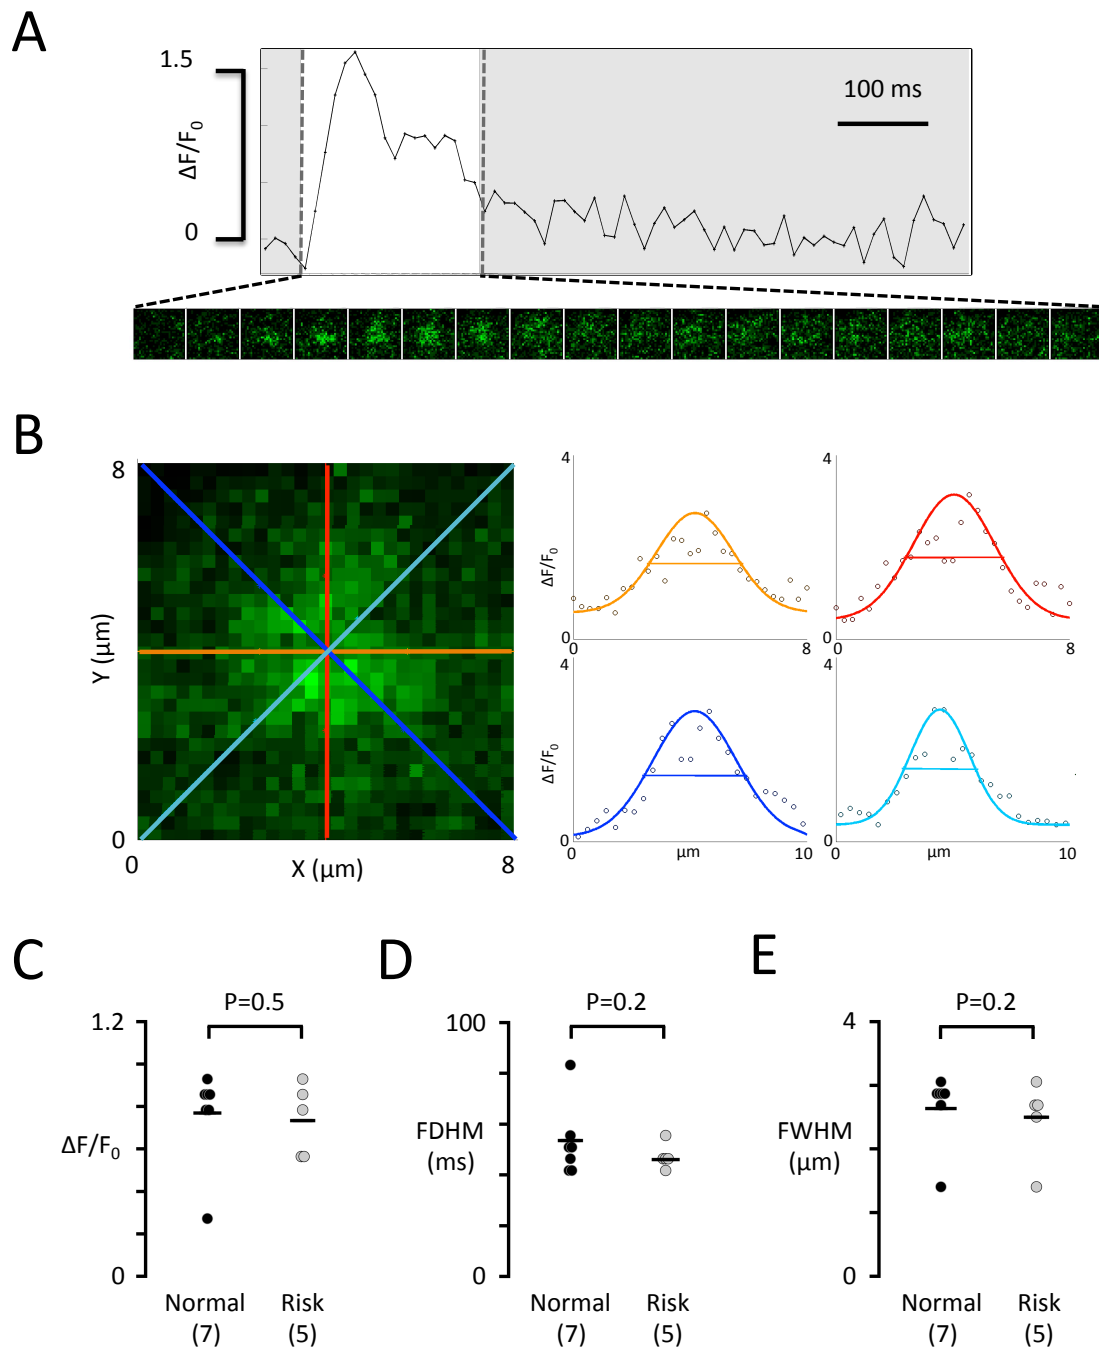 A
1.5
0
ΔF/F0
100 ms
B
8
0
Y (µm)
0
8
X (µm)
4
ΔF/F0
0
8
4
0
8
4
ΔF/F0
0
0
µm
10
4
0
0
µm
10
C
P=0.5
1.2
ΔF/F0
0
Normal
(7)
Risk
(5)
D
P=0.2
100
FDHM
(ms)
0
Normal
(7)
Risk
(5)
E
P=0.2
4
FWHM
(µm)
0
Normal
(7)
Risk
(5)